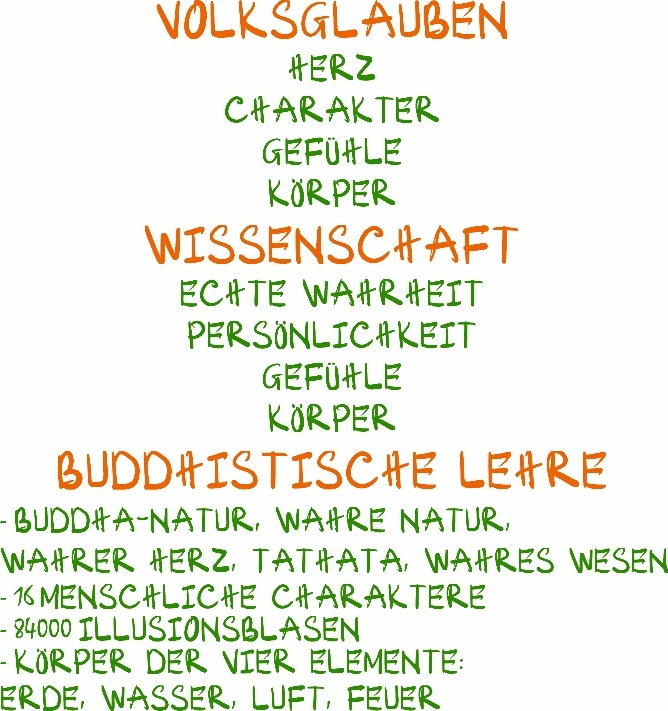 VOLKSGLAUBEN
HERZ
CHARAKTER
GEFÜHLE
KÖRPER
WISSENSCHAFT
ECHTE WAHRHEIT
PERSÖNLICHKEIT
GEFÜHLE
KÖRPER
BUDDHISTISCHE LEHRE
- BUDDHA-NATUR, WAHRE NATUR,
WAHRER HERZ, TATHATA, WAHRES WESEN
- 16 MENSCHLICHE CHARAKTERE
- 84000 ILLUSIONSBLASEN
- KÖRPER DER VIER ELEMENTE:
ERDE, WASSER, LUFT, FEUER